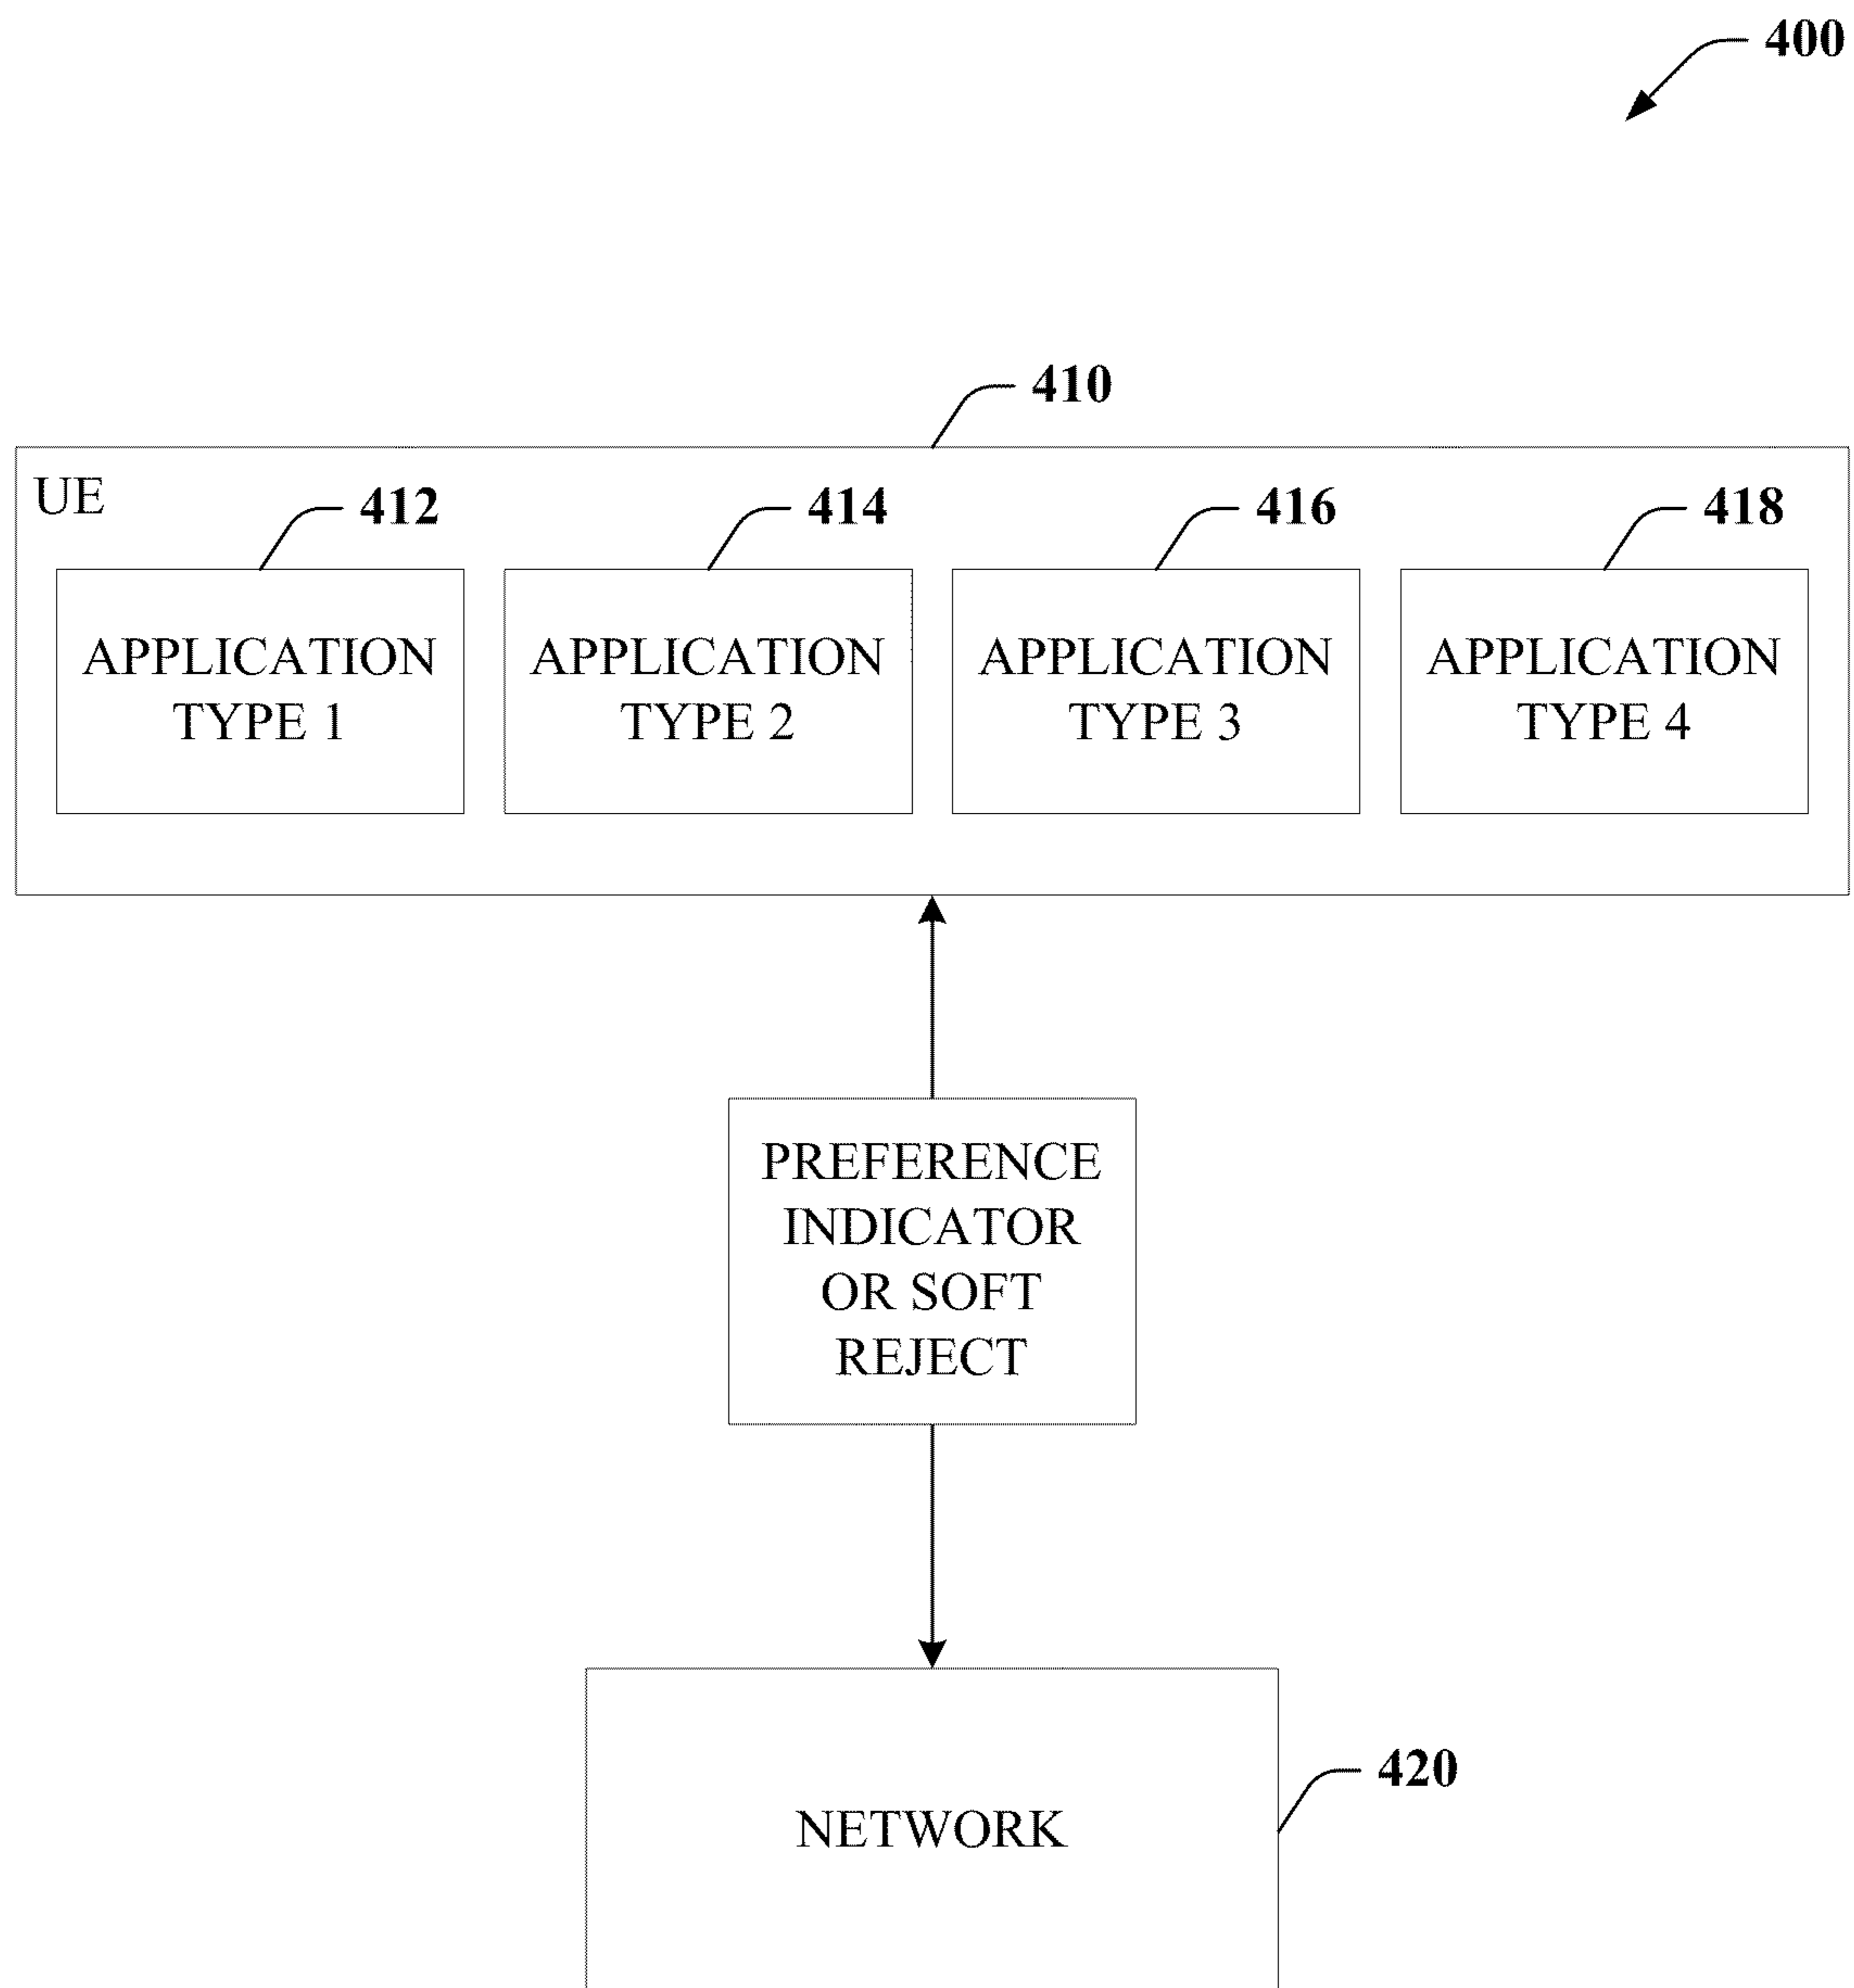 400
410
UE
412
414
416
418
APPLICATION
TYPE 1
APPLICATION
TYPE 2
APPLICATION
TYPE 3
APPLICATION
TYPE 4
PREFERENCE
INDICATOR
OR SOFT
REJECT
420
NETWORK